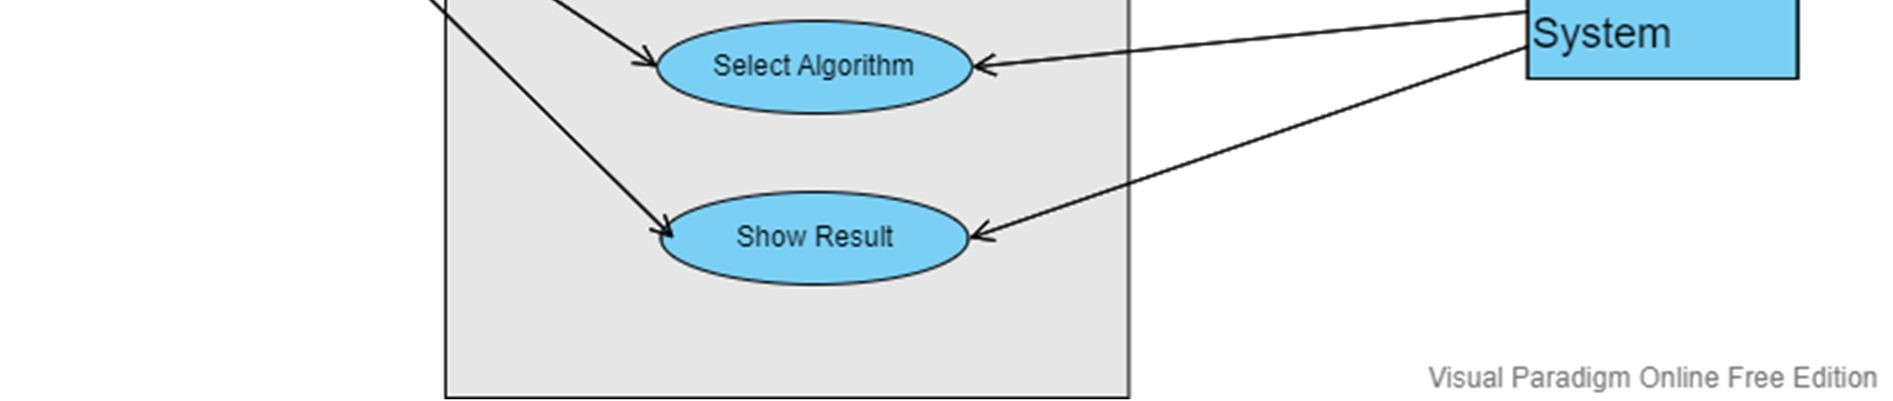 System
Select Algorithm
Show Result
Visual Paradigm Online Free Edition